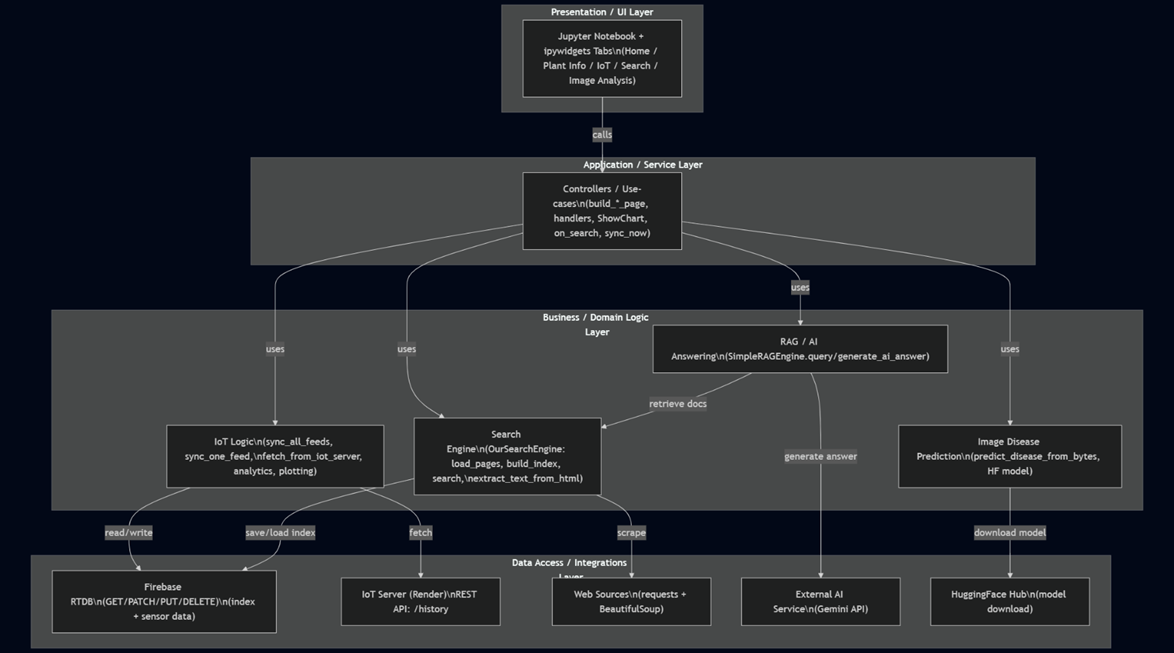 Presentation / UI Layer
Jupyter Notebook +
ipywidgets Tabs\n(Home /
Plant Info / IoT / Search /
Image Analysis)
calls
Application / Service Layer
Controllers / Use-
cases\n(build_*_page,
handlers, ShowChart,
on_search, sync_now)
uses
uses
uses
uses
Business / Domain Logic
Layer
RAG / AI
Answering\n(SimpleRAGEngine.query/generate_ai_answer)
retrieve docs
generate answer
IoT Logic\n(sync_all_feeds,
sync_one_feed,\nfetch_from_iot_server,
analytics, plotting)
Search
Engine\n(OurSearchEngine:
load_pages, build_index,
search,\nextract_text_from_html)
Image Disease
Prediction\n(predict_disease_from_bytes,
HF model)
read/write
save/load index
fetch
scrape
download model
Data Access / Integrations
Layer
Firebase
RTDB\n(GET/PATCH/PUT/DELETE)\n(index
+ sensor data)
IoT Server (Render)\nREST
API: /history
Web Sources\n(requests +
BeautifulSoup)
External AI
Service\n(Gemini API)
HuggingFace Hub\n(model
download)